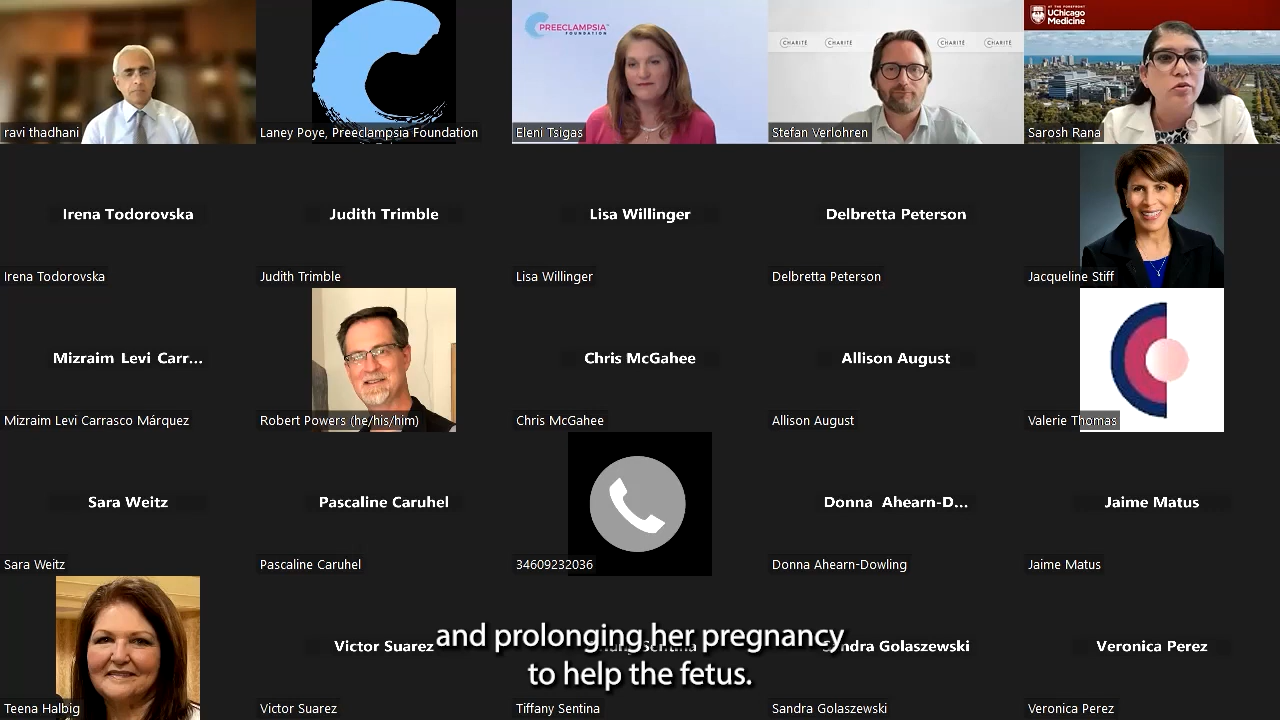 ravi thadhani
Laney Poye, Preeclampsia Foundation
PREECLAMPSIA
FOUNDATION
Eleni Tsigas
CHARITÉ CHARITÉ CHARITÉ CHARITÉ
Stefan Verlohren
AT THE FOREFRONT
UChicago
Medicine
Sarosh Rana
Irena Todorovska
Irena Todorovska
Judith Trimble
Judith Trimble
Lisa Willinger
Lisa Willinger
Delbretta Peterson
Delbretta Peterson
Jacqueline Stiff
Mizraim Levi Carr...
Mizraim Levi Carrasco Márquez
Robert Powers (he/his/him)
Chris McGahee
Chris McGahee
Allison August
Allison August
Valerie Thomas
Sara Weitz
Sara Weitz
Pascaline Caruhel
Pascaline Caruhel
34609232036
Donna Ahearn-D...
Donna Ahearn-Dowling
Jaime Matus
Jaime Matus
Teena Halbig
Victor Suarez
Victor Suarez
and prolonging her pregnancy
to help the fetus.
Tiffany Sentina
Golaszewski
Sandra Golaszewski
Veronica Perez
Veronica Perez